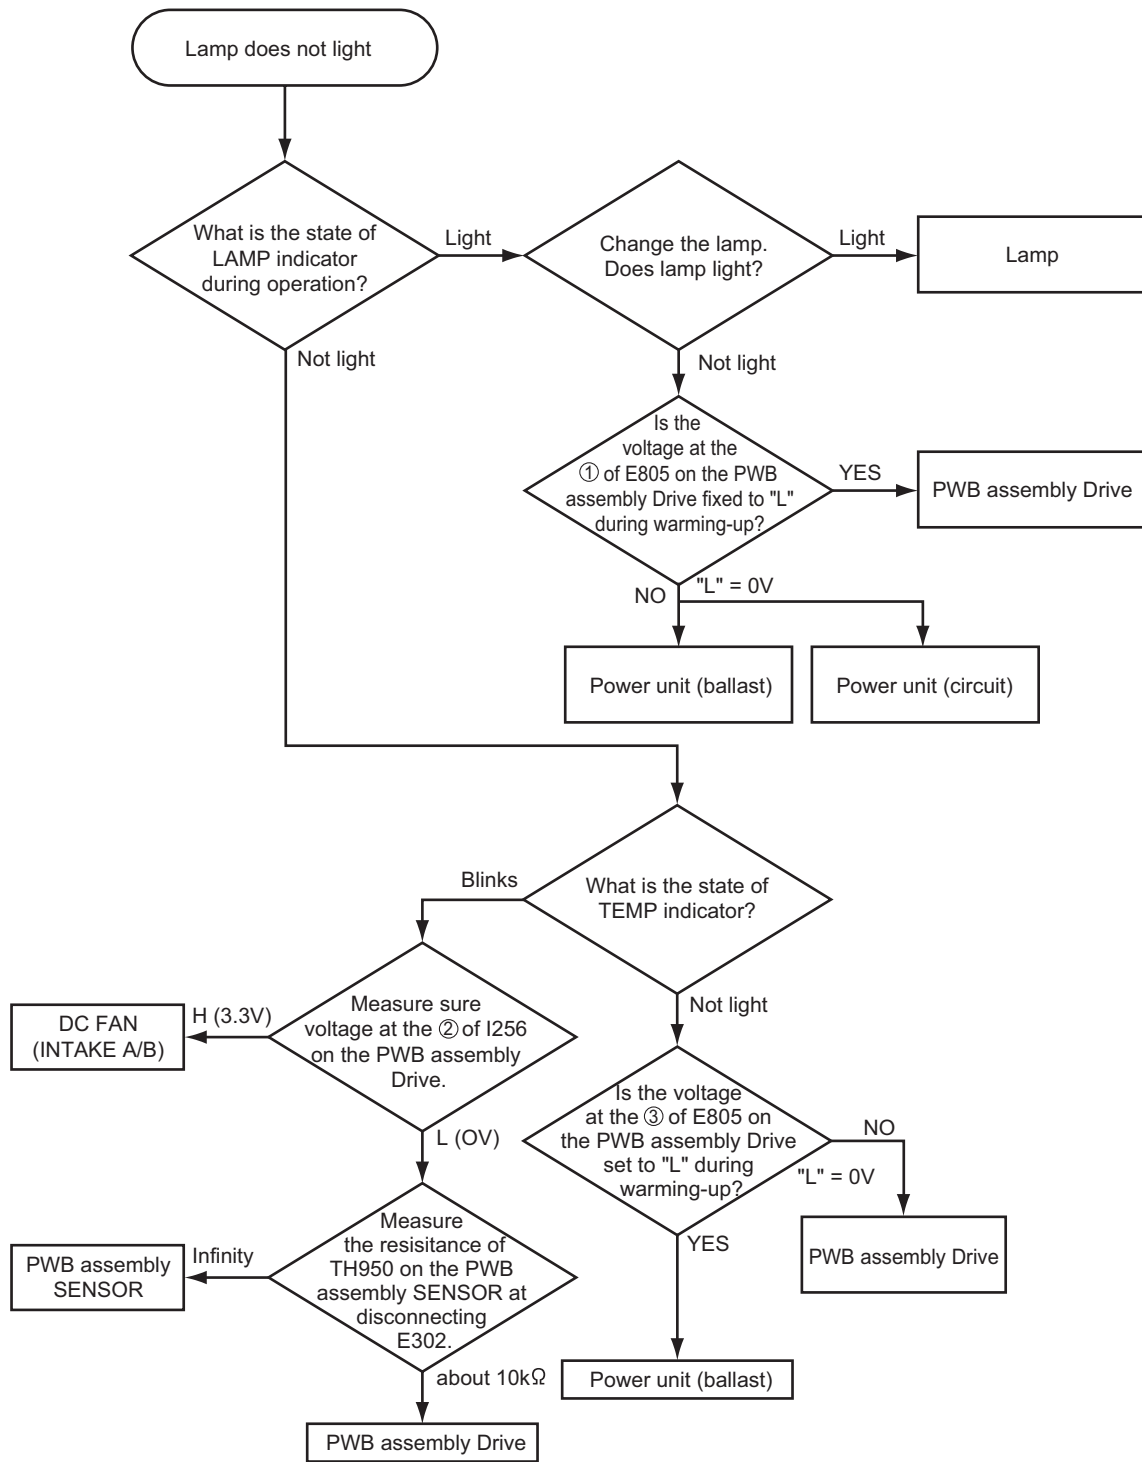 Lamp does not light
What is the state of
LAMP indicator
during operation?
Light
Change the lamp.
Does lamp light?
Light
Lamp
Not light
Not light
Is the
voltage at the
① of E805 on the PWB
assembly Drive fixed to "L"
during warming-up?
YES
PWB assembly Drive
NO
"L" = 0V
Power unit (ballast)
Power unit (circuit)
What is the state of
TEMP indicator?
Blinks
Not light
Measure sure
voltage at the ② of I256
on the PWB assembly
Drive.
H (3.3V)
DC FAN
(INTAKE A/B)
L (OV)
Is the voltage
at the ③ of E805 on
the PWB assembly Drive
set to "L" during
warming-up?
NO
"L" = 0V
PWB assembly Drive
YES
Power unit (ballast)
Measure
the resisitance of
TH950 on the PWB
assembly SENSOR at
disconnecting
E302.
Infinity
PWB assembly
SENSOR
about 10kΩ
PWB assembly Drive